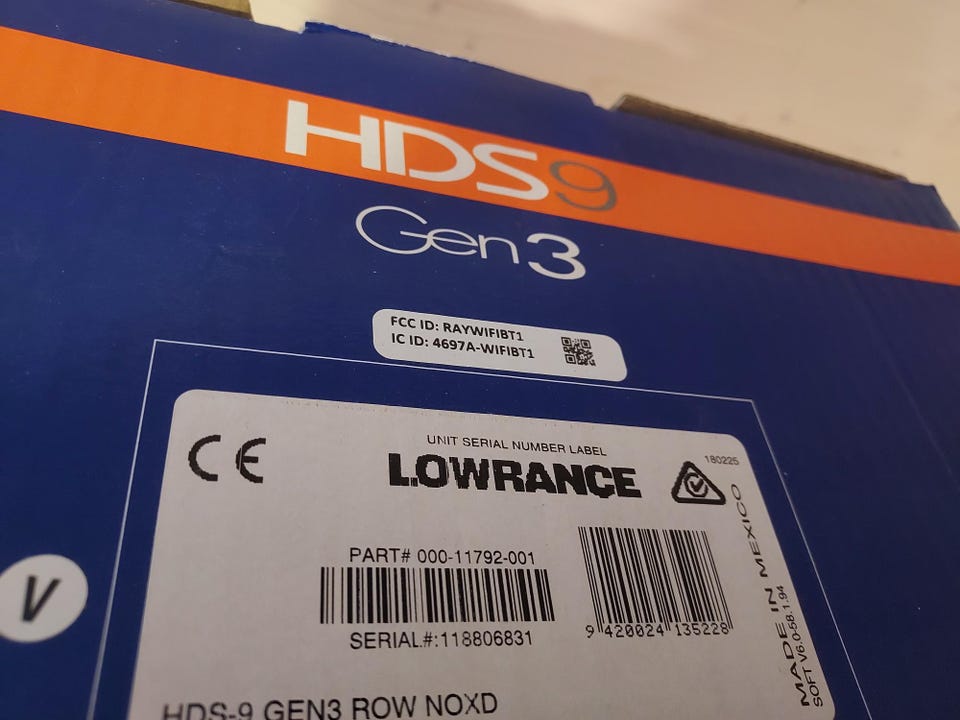 HDS9
Gen3
FCC ID: RAYWIFIBT1
IC ID: 4697A-WIFIBT1
CE
UNIT SERIAL NUMBER LABEL
LOWRANCE
180225
PART# 000-11792-001
SERIAL#:118806831
9 420024 135228
MADE IN MEXICO
SOFT V6.0-58.1.94
V
HDS-9 GEN3 ROW NOXD